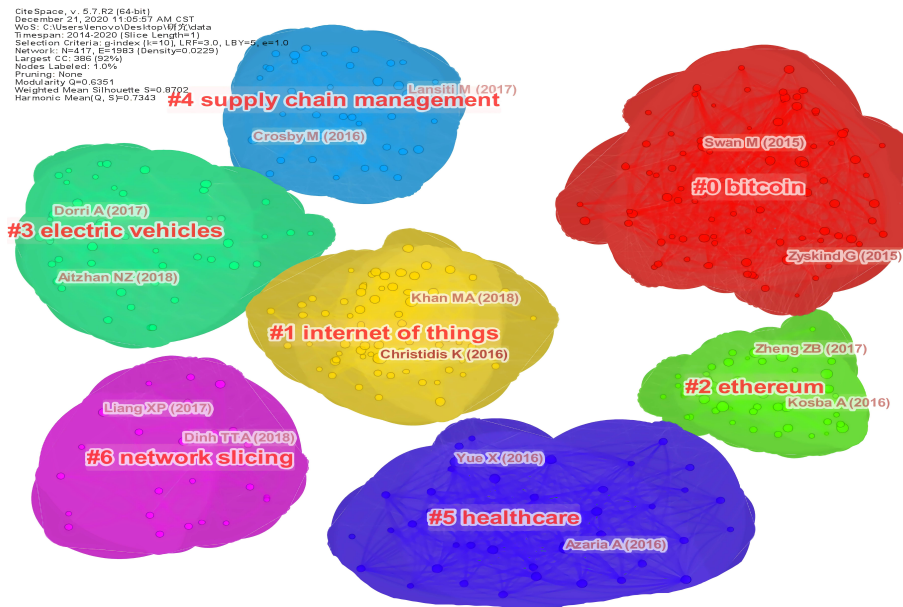 CiteSpace, v. 5.7.R2 (64-bit)
December 21, 2020 11:05:57 AM CST
WoS: C:\Users\lenovo\Desktop\研究\data
Timespan: 2014-2020 (Slice Length=1)
Selection Criteria: g-index (k=10), LRF=3.0, LBY=5, e=1.0
Network: N=417, E=1983 (Density=0.0229)
Largest CC: 386 (92%)
Nodes Labeled: 1.0%
Pruning: None
Modularity Q=0.6351
Weighted Mean Silhouette S=0.8702
Harmonic Mean(Q, S)=0.7343
Lansiti M (2017)
#4 supply chain management
Crosby M (2016)
Swan M (2015)
#0 bitcoin
Zyskind G (2015)
Dorri A (2017)
#3 electric vehicles
Aitzhan NZ (2018)
Khan MA (2018)
#1 internet of things
Christidis K (2016)
Zheng ZB (2017)
#2 ethereum
Kosba A (2016)
Liang XP (2017)
Dinh TTA (2018)
#6 network slicing
Yue X (2016)
#5 healthcare
Azaria A (2016)